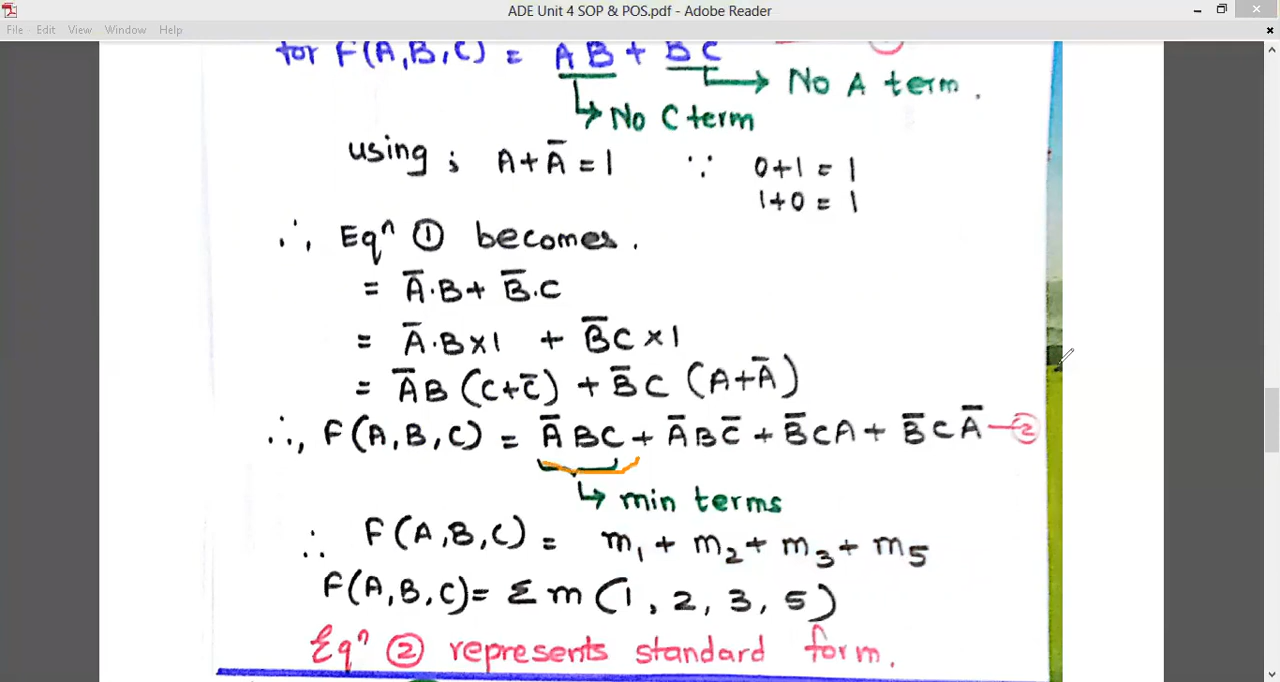 ADE Unit 4 SOP & POS.pdf - Adobe Reader
File Edit View Window Help
for F(A,B,C) = A B + B C
→ No A term.
↳ No C term
using ; A + A̅ = 1 ∵ 0+1 = 1
1+0 = 1
∴, Eqⁿ ① becomes.
= A̅·B + B̅·C
= A̅·B×1 + B̅C×1
= A̅B (C+C̅) + B̅C (A+A̅)
∴, F(A,B,C) = A̅BC + A̅BC̅ + B̅CA + B̅CA̅ —②
↳ min terms
∴ F(A,B,C) = m₁ + m₂ + m₃ + m₅
F(A,B,C) = Σ m (1, 2, 3, 5)
Eqⁿ ② represents standard form.